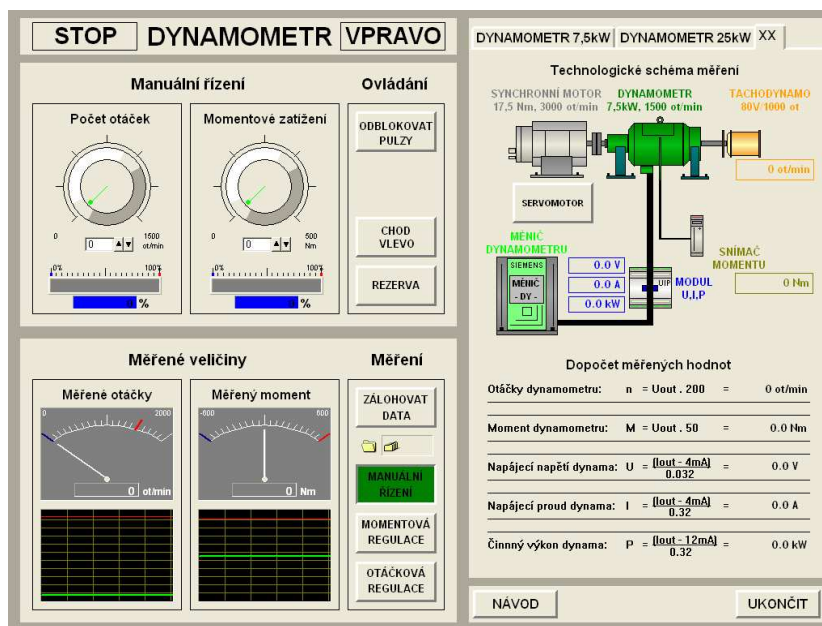 STOP DYNAMOMETR VPRAVO
Manuální řízení
Počet otáček
0 1500
0 ot/min
10% 100%
%
Momentové zatížení
0 500
0 Nm
10% 100%
%
Ovládání
ODBLOKOVAT
PULZY
CHOD
VLEVO
REZERVA
Měřené veličiny
Měřené otáčky
0 2000
0 ot/min
Měřený moment
-600 600
0 Nm
Měření
ZÁLOHOVAT
DATA
MANUÁLNÍ
ŘÍZENÍ
MOMENTOVÁ
REGULACE
OTÁČKOVÁ
REGULACE
DYNAMOMETR 7,5kW DYNAMOMETR 25kW XX
Technologické schéma měření
SYNCHRONNÍ MOTOR DYNAMOMETR TACHODYNAMO
17,5 Nm, 3000 ot/min 7,5kW, 1500 ot/min 80V/1000 ot
0 ot/min
SERVOMOTOR
MĚNIČ
DYNAMOMETRU
SIEMENS
MĚNIČ
- DY -
0.0 V
0.0 A
0.0 kW
UIP
MODUL
U,I,P
SNÍMAČ
MOMENTU
0 Nm
Dopočet měřených hodnot
Otáčky dynamometru: n = Uout . 200 = 0 ot/min
Moment dynamometru: M = Uout . 50 = 0.0 Nm
Napájecí napětí dynama: U = (Iout - 4mA) = 0.0 V
0.032
Napájecí proud dynama: I = (Iout - 4mA) = 0.0 A
0.32
Činnný výkon dynama: P = (Iout - 12mA) = 0.0 kW
0.32
NÁVOD UKONČIT